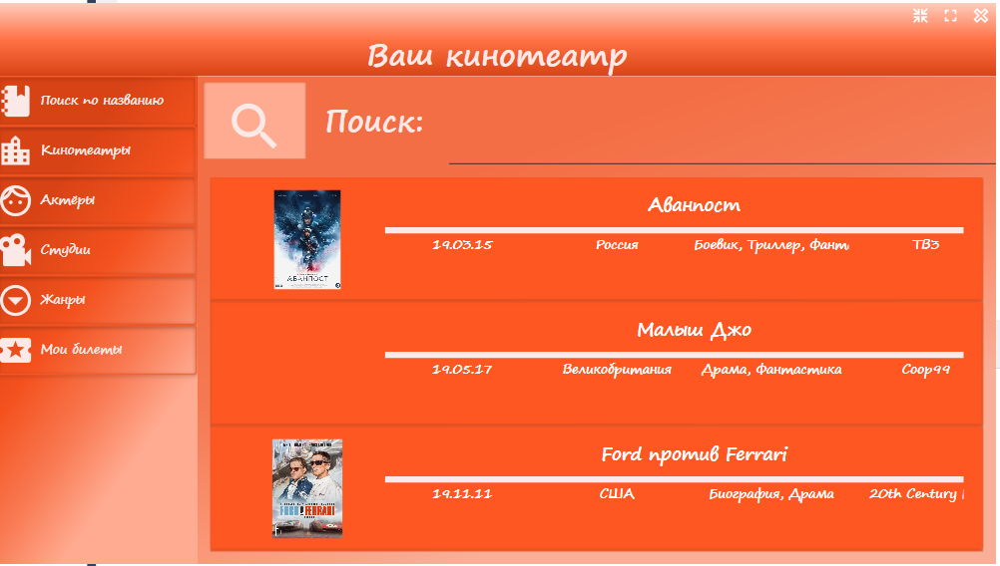 Ваш кинотеатр
Поиск по названию
Кинотеатры
Актёры
Студии
Жанры
Мои билеты
Поиск:
Аванпост
19.03.15 Россия Боевик, Триллер, Фант ТВ3
АВАНПОСТ
Малыш Джо
19.05.17 Великобритания Драма, Фантастика Coop99
Ford против Ferrari
19.11.11 США Биография, Драма 20th Century
FORD FERRARI